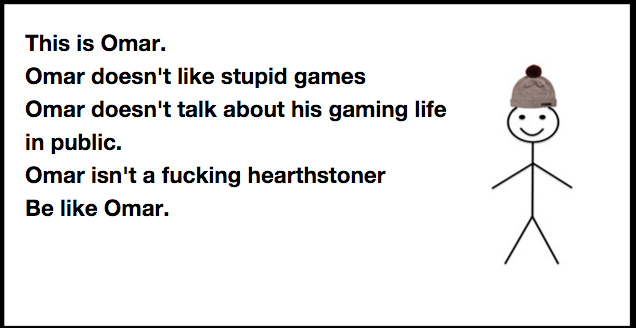 This is Omar.
Omar doesn't like stupid games
Omar doesn't talk about his gaming life
in public.
Omar isn't a fucking hearthstoner
Be like Omar.